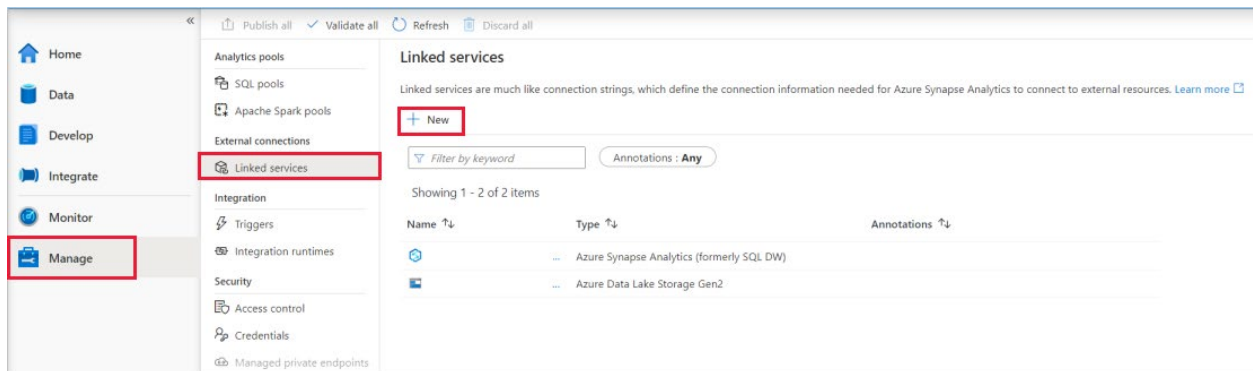 «
Publish all Validate all Refresh Discard all
Home
Data
Develop
Integrate
Monitor
Manage
Analytics pools
SQL pools
Apache Spark pools
External connections
Linked services
Integration
Triggers
Integration runtimes
Security
Access control
Credentials
Managed private endpoints
Linked services
Linked services are much like connection strings, which define the connection information needed for Azure Synapse Analytics to connect to external resources. Learn more
+ New
Filter by keyword Annotations : Any
Showing 1 - 2 of 2 items
Name ↑↓ Type ↑↓ Annotations ↑↓
... Azure Synapse Analytics (formerly SQL DW)
... Azure Data Lake Storage Gen2